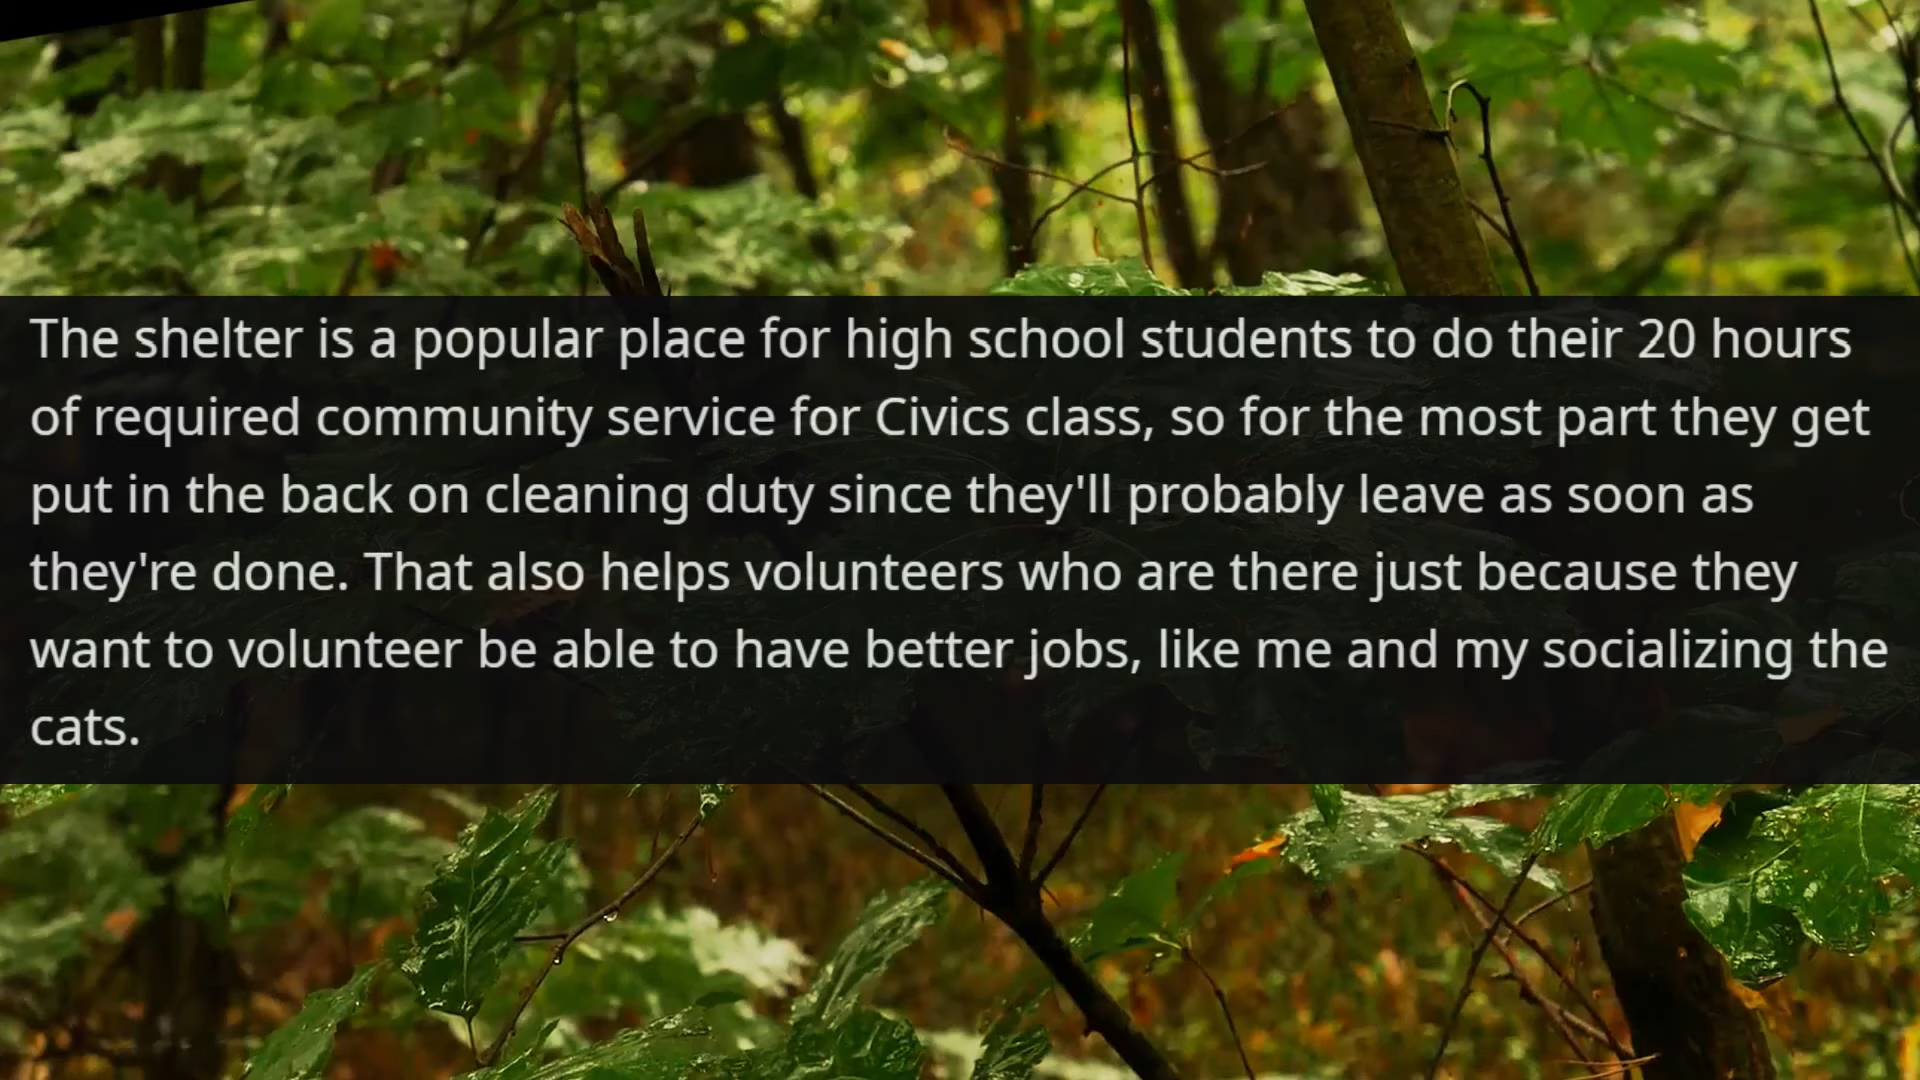 The shelter is a popular place for high school students to do their 20 hours
of required community service for Civics class, so for the most part they get
put in the back on cleaning duty since they'll probably leave as soon as
they're done. That also helps volunteers who are there just because they
want to volunteer be able to have better jobs, like me and my socializing the
cats.